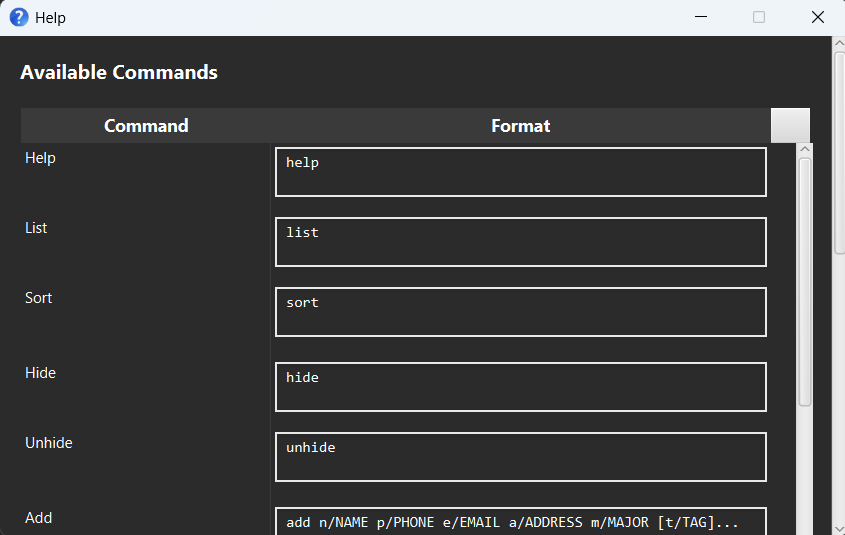 Help
Available Commands
Command Format
Help help
List list
Sort sort
Hide hide
Unhide unhide
Add add n/NAME p/PHONE e/EMAIL a/ADDRESS m/MAJOR [t/TAG]...